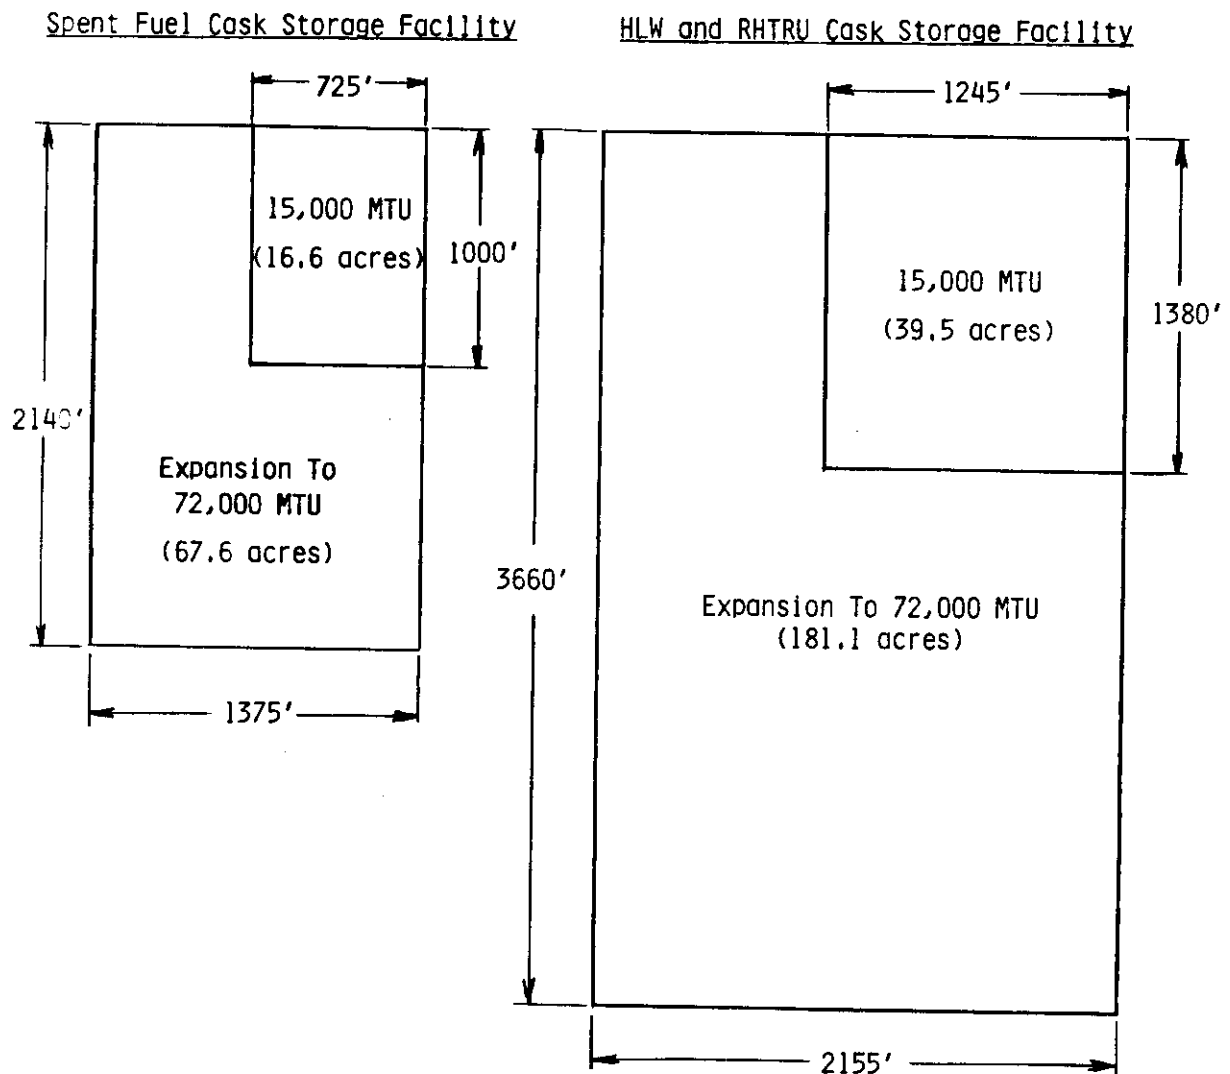 Spent Fuel Cask Storage Facility
725'
15,000 MTU
(16.6 acres)
1000'
2140'
Expansion To
72,000 MTU
(67.6 acres)
1375'
HLW and RHTRU Cask Storage Facility
1245'
15,000 MTU
(39.5 acres)
1380'
3660'
Expansion To 72,000 MTU
(181.1 acres)
2155'